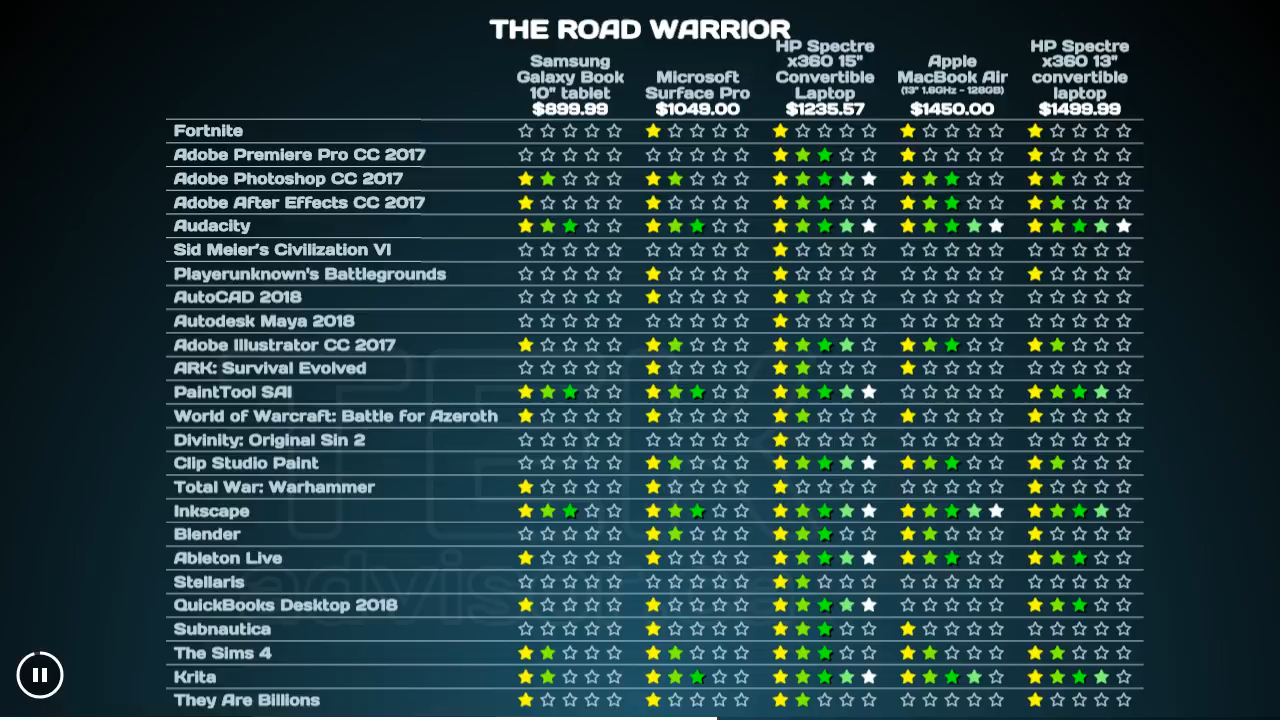 THE ROAD WARRIOR
Samsung
Galaxy Book
10" tablet
$899.99
Microsoft
Surface Pro
$1049.00
HP Spectre
x360 15"
Convertible
Laptop
$1235.57
Apple
MacBook Air
(13" 1.6GHz - 128GB)
$1450.00
HP Spectre
x360 13"
convertible
laptop
$1499.99
Fortnite
Adobe Premiere Pro CC 2017
Adobe Photoshop CC 2017
Adobe After Effects CC 2017
Audacity
Sid Meier's Civilization VI
Playerunknown's Battlegrounds
AutoCAD 2018
Autodesk Maya 2018
Adobe Illustrator CC 2017
ARK: Survival Evolved
PaintTool SAI
World of Warcraft: Battle for Azeroth
Divinity: Original Sin 2
Clip Studio Paint
Total War: Warhammer
Inkscape
Blender
Ableton Live
Stellaris
QuickBooks Desktop 2018
Subnautica
The Sims 4
Krita
They Are Billions